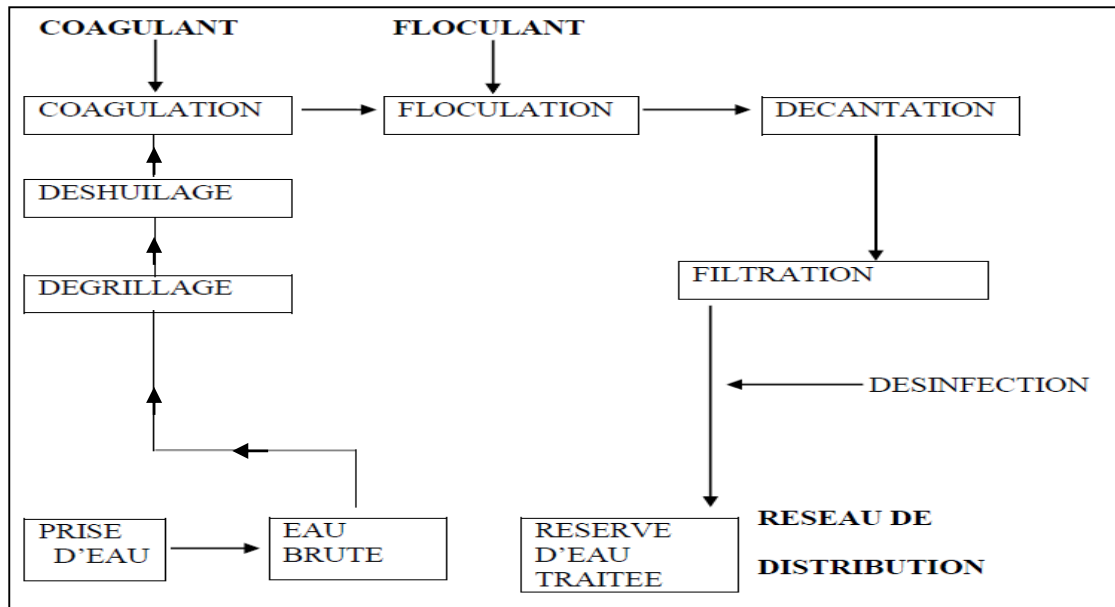 COAGULANT
FLOCULANT
COAGULATION
FLOCULATION
DECANTATION
DESHUILAGE
DEGRILLAGE
FILTRATION
DESINFECTION
PRISE
D’EAU
EAU
BRUTE
RESERVE
D’EAU
TRAITEE
RESEAU DE
DISTRIBUTION